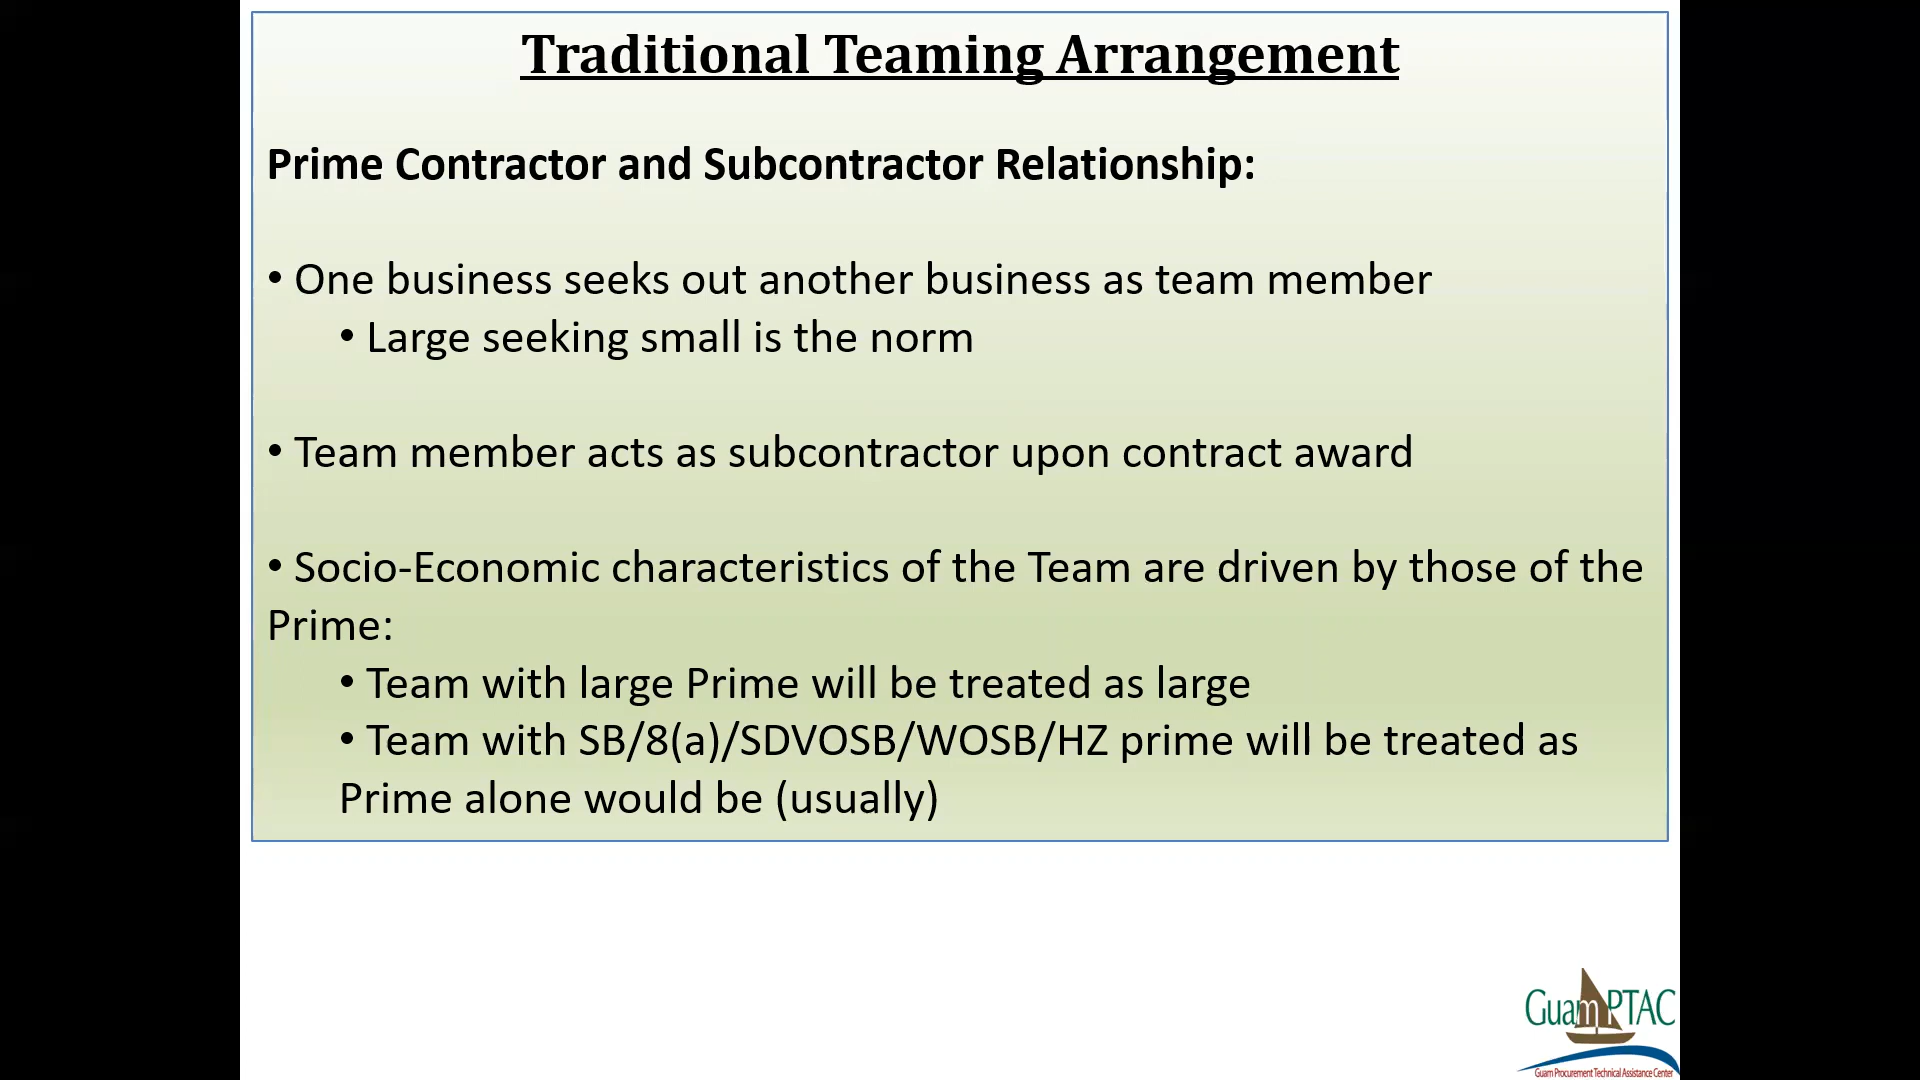 Traditional Teaming Arrangement
Prime Contractor and Subcontractor Relationship:
• One business seeks out another business as team member
• Large seeking small is the norm
• Team member acts as subcontractor upon contract award
• Socio-Economic characteristics of the Team are driven by those of the
Prime:
• Team with large Prime will be treated as large
• Team with SB/8(a)/SDVOSB/WOSB/HZ prime will be treated as
Prime alone would be (usually)
Guam PTAC
Guam Procurement Technical Assistance Center